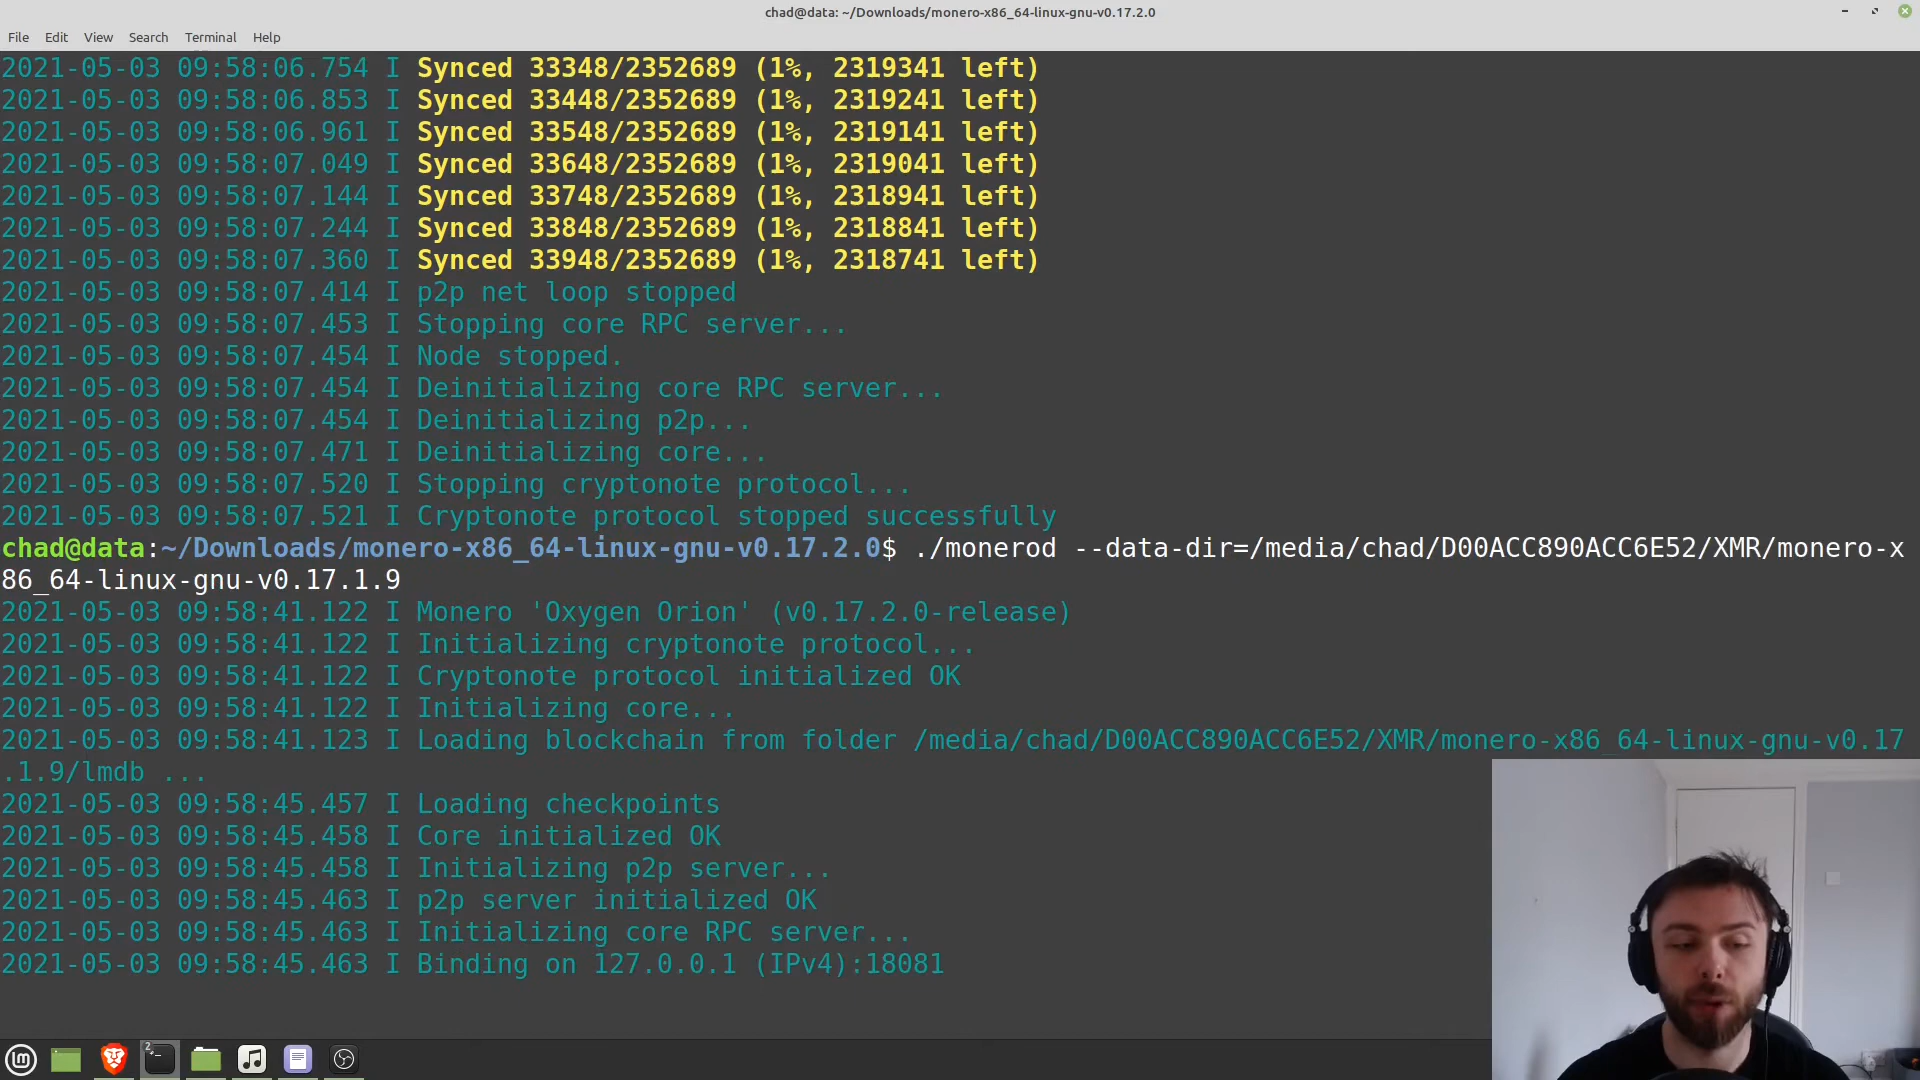 chad@data: ~/Downloads/monero-x86_64-linux-gnu-v0.17.2.0
File Edit View Search Terminal Help
2021-05-03 09:58:06.754 I Synced 33348/2352689 (1%, 2319341 left)
2021-05-03 09:58:06.853 I Synced 33448/2352689 (1%, 2319241 left)
2021-05-03 09:58:06.961 I Synced 33548/2352689 (1%, 2319141 left)
2021-05-03 09:58:07.049 I Synced 33648/2352689 (1%, 2319041 left)
2021-05-03 09:58:07.144 I Synced 33748/2352689 (1%, 2318941 left)
2021-05-03 09:58:07.244 I Synced 33848/2352689 (1%, 2318841 left)
2021-05-03 09:58:07.360 I Synced 33948/2352689 (1%, 2318741 left)
2021-05-03 09:58:07.414 I p2p net loop stopped
2021-05-03 09:58:07.453 I Stopping core RPC server...
2021-05-03 09:58:07.454 I Node stopped.
2021-05-03 09:58:07.454 I Deinitializing core RPC server...
2021-05-03 09:58:07.454 I Deinitializing p2p...
2021-05-03 09:58:07.471 I Deinitializing core...
2021-05-03 09:58:07.520 I Stopping cryptonote protocol...
2021-05-03 09:58:07.521 I Cryptonote protocol stopped successfully
chad@data:~/Downloads/monero-x86_64-linux-gnu-v0.17.2.0$ ./monerod --data-dir=/media/chad/D00ACC890ACC6E52/XMR/monero-x
86_64-linux-gnu-v0.17.1.9
2021-05-03 09:58:41.122 I Monero 'Oxygen Orion' (v0.17.2.0-release)
2021-05-03 09:58:41.122 I Initializing cryptonote protocol...
2021-05-03 09:58:41.122 I Cryptonote protocol initialized OK
2021-05-03 09:58:41.122 I Initializing core...
2021-05-03 09:58:41.123 I Loading blockchain from folder /media/chad/D00ACC890ACC6E52/XMR/monero-x86_64-linux-gnu-v0.17
.1.9/lmdb ...
2021-05-03 09:58:45.457 I Loading checkpoints
2021-05-03 09:58:45.458 I Core initialized OK
2021-05-03 09:58:45.458 I Initializing p2p server...
2021-05-03 09:58:45.463 I p2p server initialized OK
2021-05-03 09:58:45.463 I Initializing core RPC server...
2021-05-03 09:58:45.463 I Binding on 127.0.0.1 (IPv4):18081
2